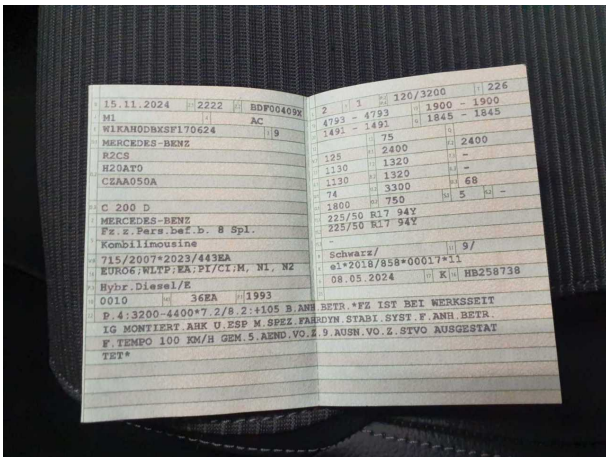 15.11.2024 2222 BDF00409X
M1 AC
W1KAH0DBXSF170624 9
MERCEDES-BENZ
R2CS
H20AT0
CZAA050A
C 200 D
MERCEDES-BENZ
Fz.z.Pers.bef.b. 8 Spl.
Kombilimousine
715/2007*2023/443EA
EURO6;WLTP;EA;PI/CI;M, N1, N2
Hybr.Diesel/E
0010 36EA 1993
2 1 120/3200 226
4793 - 4793 1900 - 1900
1491 - 1491 1845 - 1845
75
125 2400 2400
1130 1320 -
1130 1320 -
74 3300 68
1800 750 5 -
225/50 R17 94Y
225/50 R17 94Y
-
Schwarz/ 9/
e1*2018/858*00017*11
08.05.2024 K HB258738
P.4:3200-4400*7.2/8.2:+105 B.ANH.BETR.*FZ IST BEI WERKSSEIT
IG MONTIERT.AHK U.ESP M.SPEZ.FAHRDYN.STABI.SYST.F.ANH.BETR.
F.TEMPO 100 KM/H GEM.5.AEND.VO.Z.9.AUSN.VO.Z.STVO AUSGESTAT
TET*